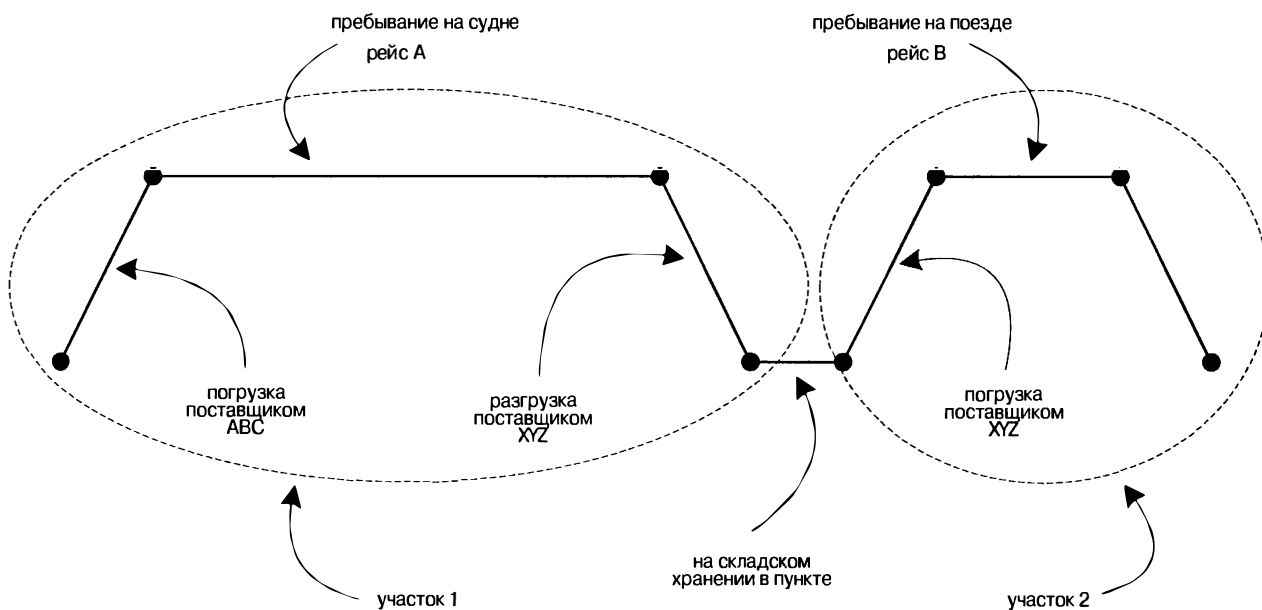 пребывание на судне
рейс А
пребывание на поезде
рейс В
погрузка
поставщиком
ABC
разгрузка
поставщиком
XYZ
погрузка
поставщиком
XYZ
на складском
хранении в пункте
участок 1
участок 2